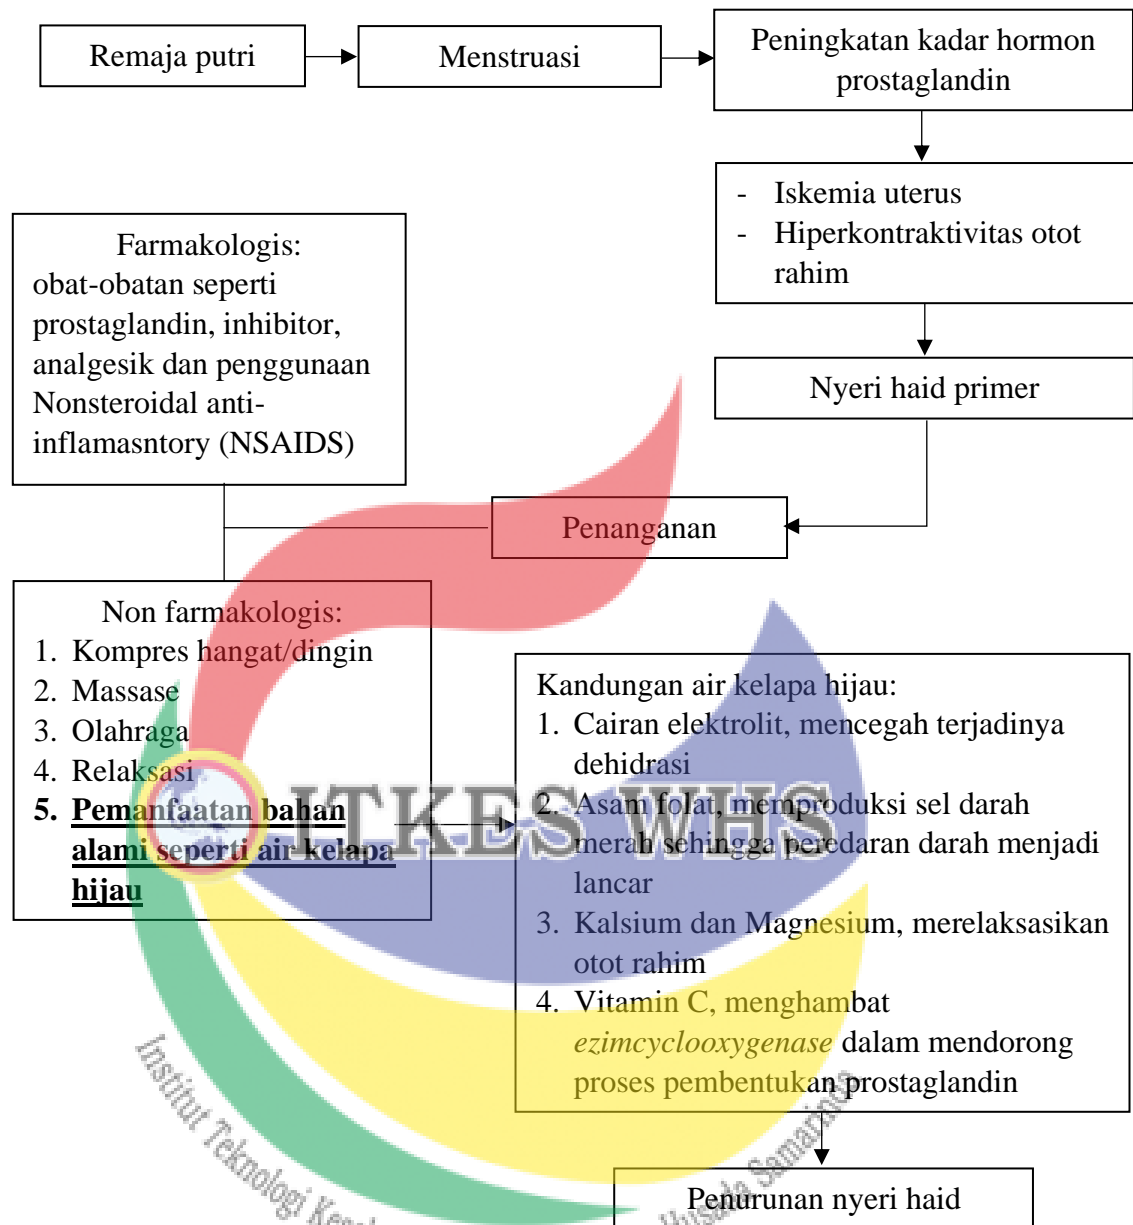 Remaja putri
Menstruasi
Peningkatan kadar hormon
prostaglandin
- Iskemia uterus
- Hiperkontraktivitas otot
rahim
Farmakologis:
obat-obatan seperti
prostaglandin, inhibitor,
analgesik dan penggunaan
Nonsteroidal anti-
inflamasntory (NSAIDS)
Nyeri haid primer
Penanganan
Non farmakologis:
1. Kompres hangat/dingin
2. Massase
3. Olahraga
4. Relaksasi
5. Pemanfaatan bahan
alami seperti air kelapa
hijau
Kandungan air kelapa hijau:
1. Cairan elektrolit, mencegah terjadinya
dehidrasi
2. Asam folat, memproduksi sel darah
merah sehingga peredaran darah menjadi
lancar
3. Kalsium dan Magnesium, merelaksasikan
otot rahim
4. Vitamin C, menghambat
ezimcyclooxygenase dalam mendorong
proses pembentukan prostaglandin
Penurunan nyeri haid
ITKES WHS
Institut Teknologi
Husada Samarinda